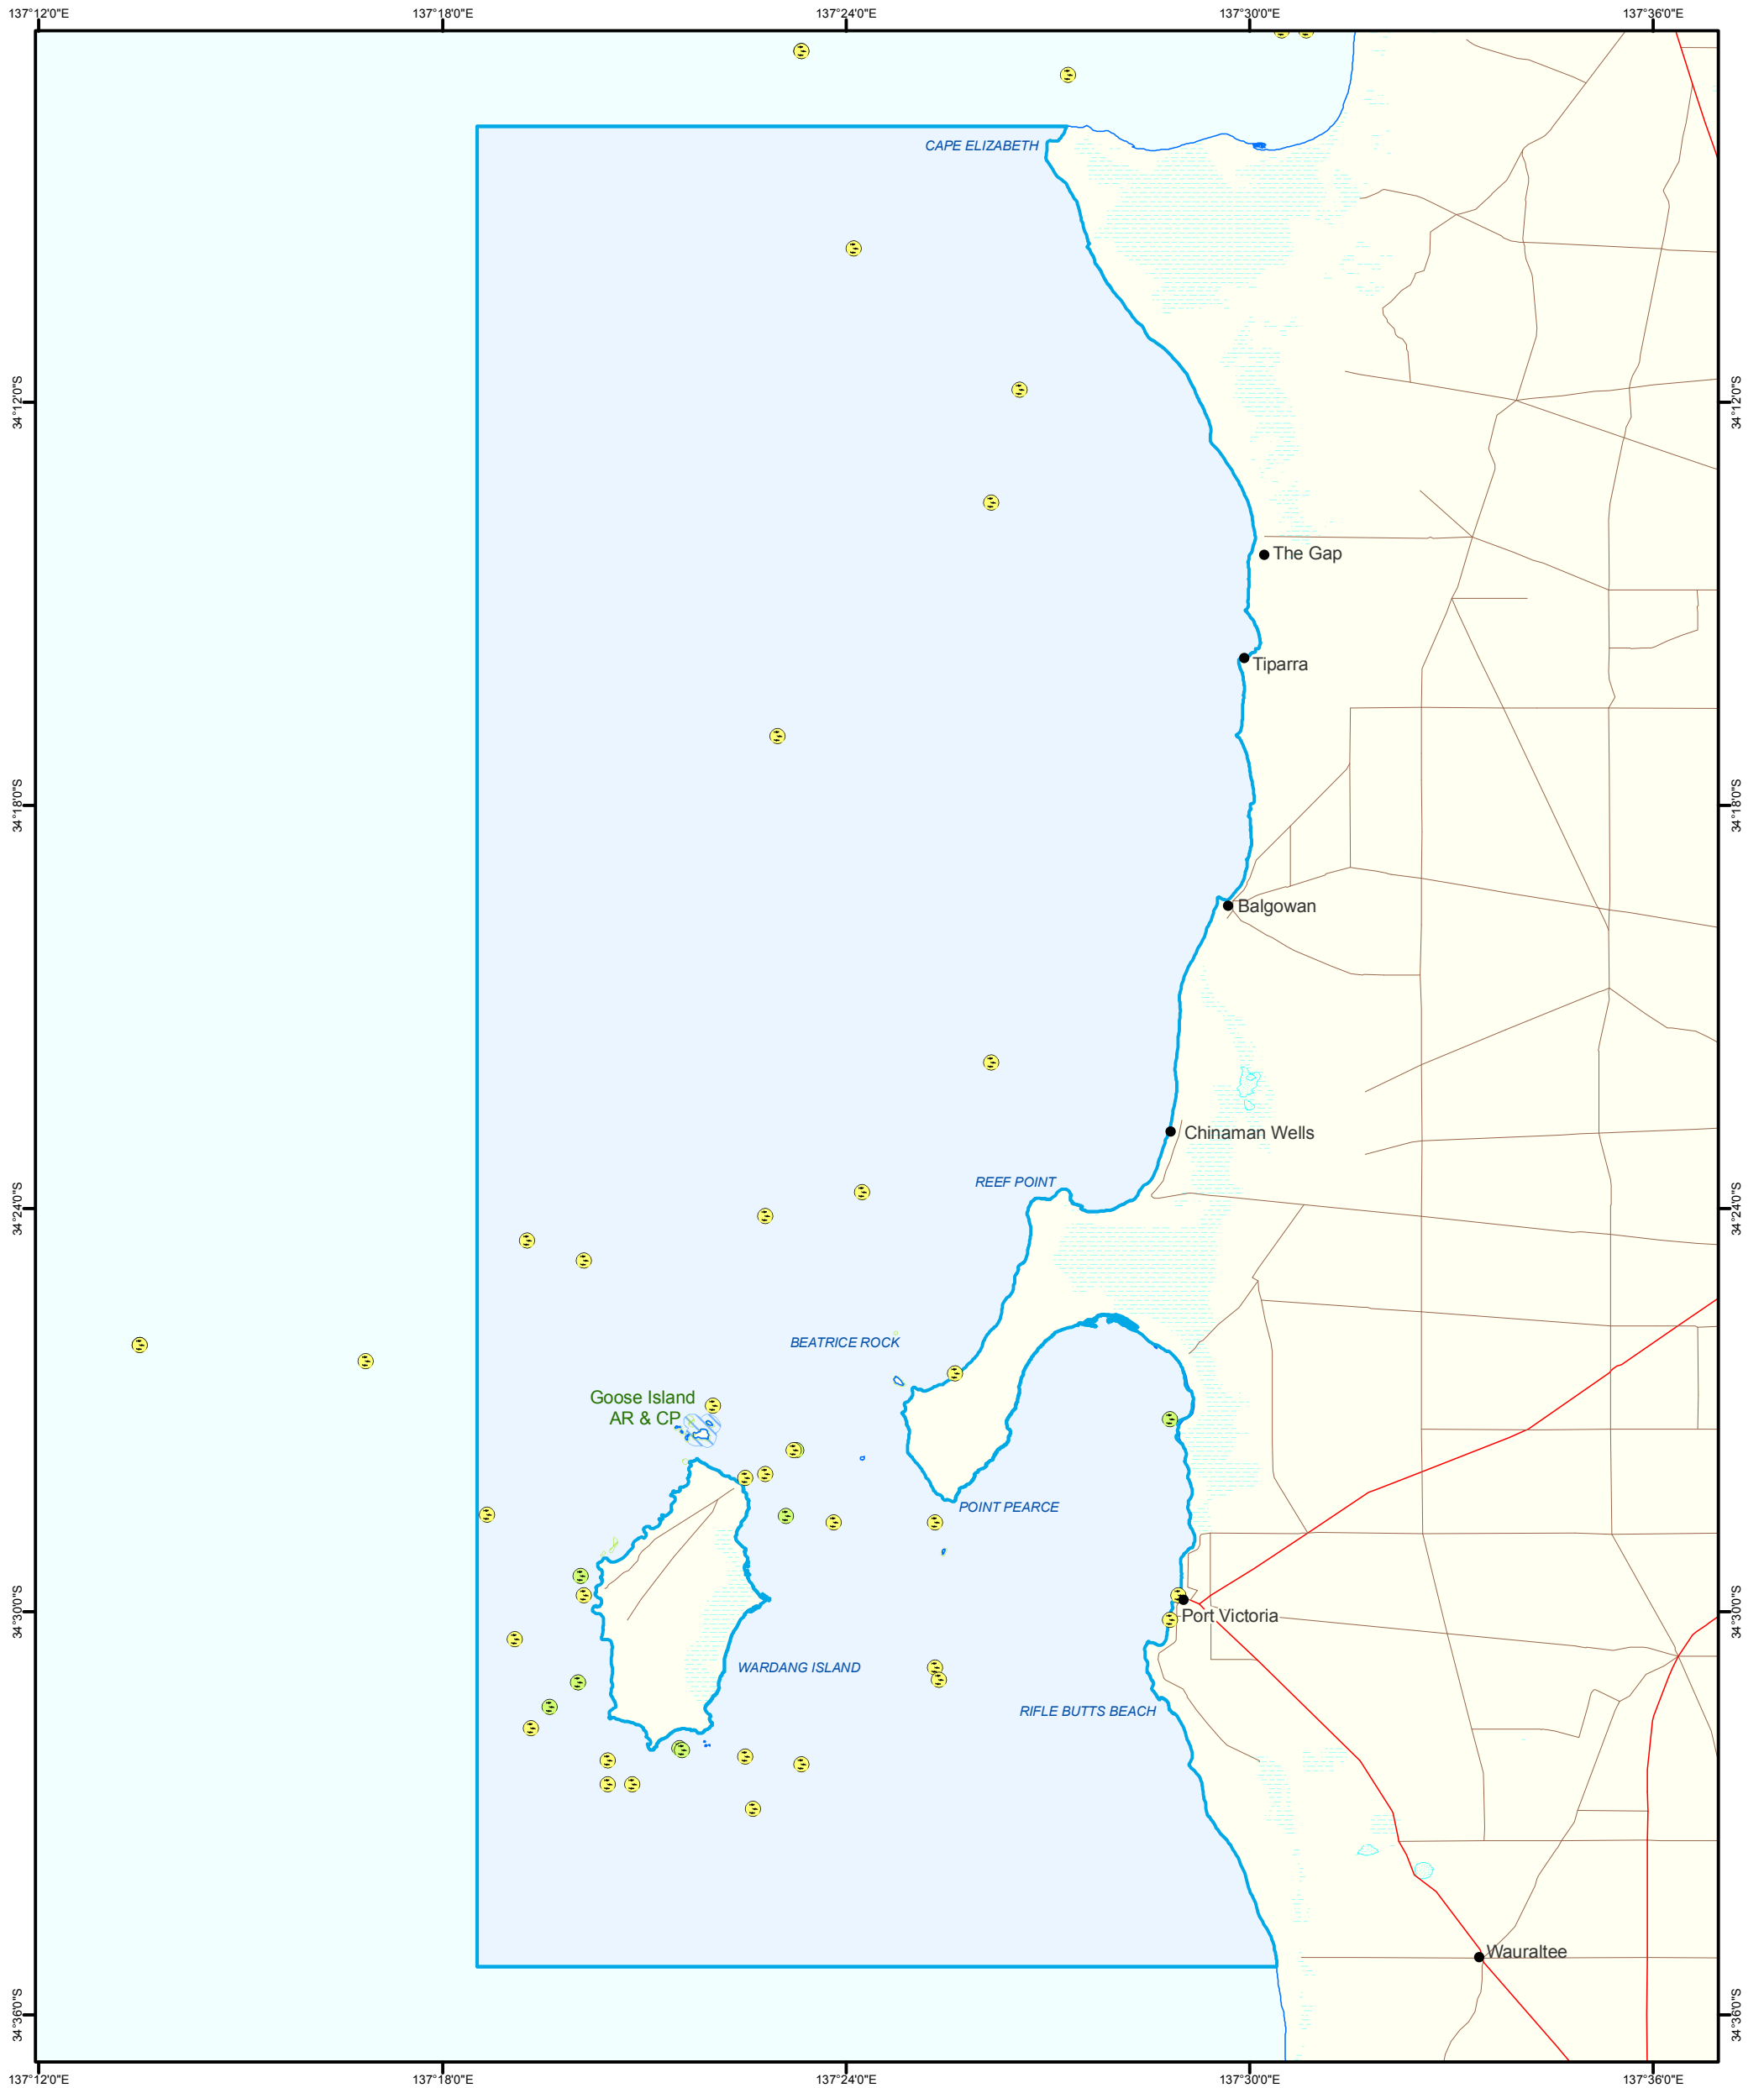 137°12'0"E
137°18'0"E
137°24'0"E
137°30'0"E
137°36'0"E
CAPE ELIZABETH
34°12'0"S
34°12'0"S
The Gap
Tiparra
34°18'0"S
34°18'0"S
Balgowan
Chinaman Wells
REEF POINT
34°24'0"S
34°24'0"S
BEATRICE ROCK
Goose Island
AR & CP
POINT PEARCE
34°30'0"S
34°30'0"S
Port Victoria
WARDANG ISLAND
RIFLE BUTTS BEACH
Wauraltee
34°36'0"S
34°36'0"S
137°12'0"E
137°18'0"E
137°24'0"E
137°30'0"E
137°36'0"E